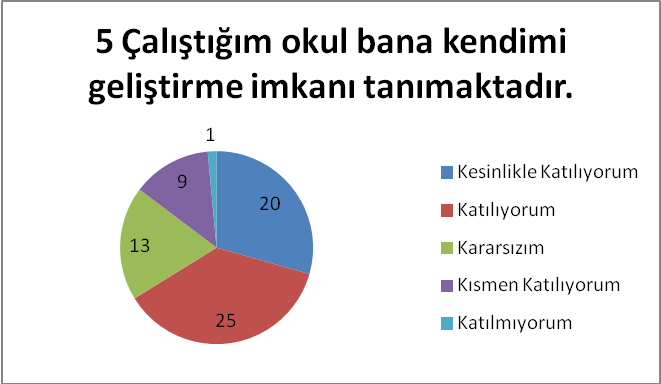 5 Çalıştığım okul bana kendimi
geliştirme imkanı tanımaktadır.
1
9
20
13
25
Kesinlikle Katılıyorum
Katılıyorum
Kararsızım
Kısmen Katılıyorum
Katılmıyorum